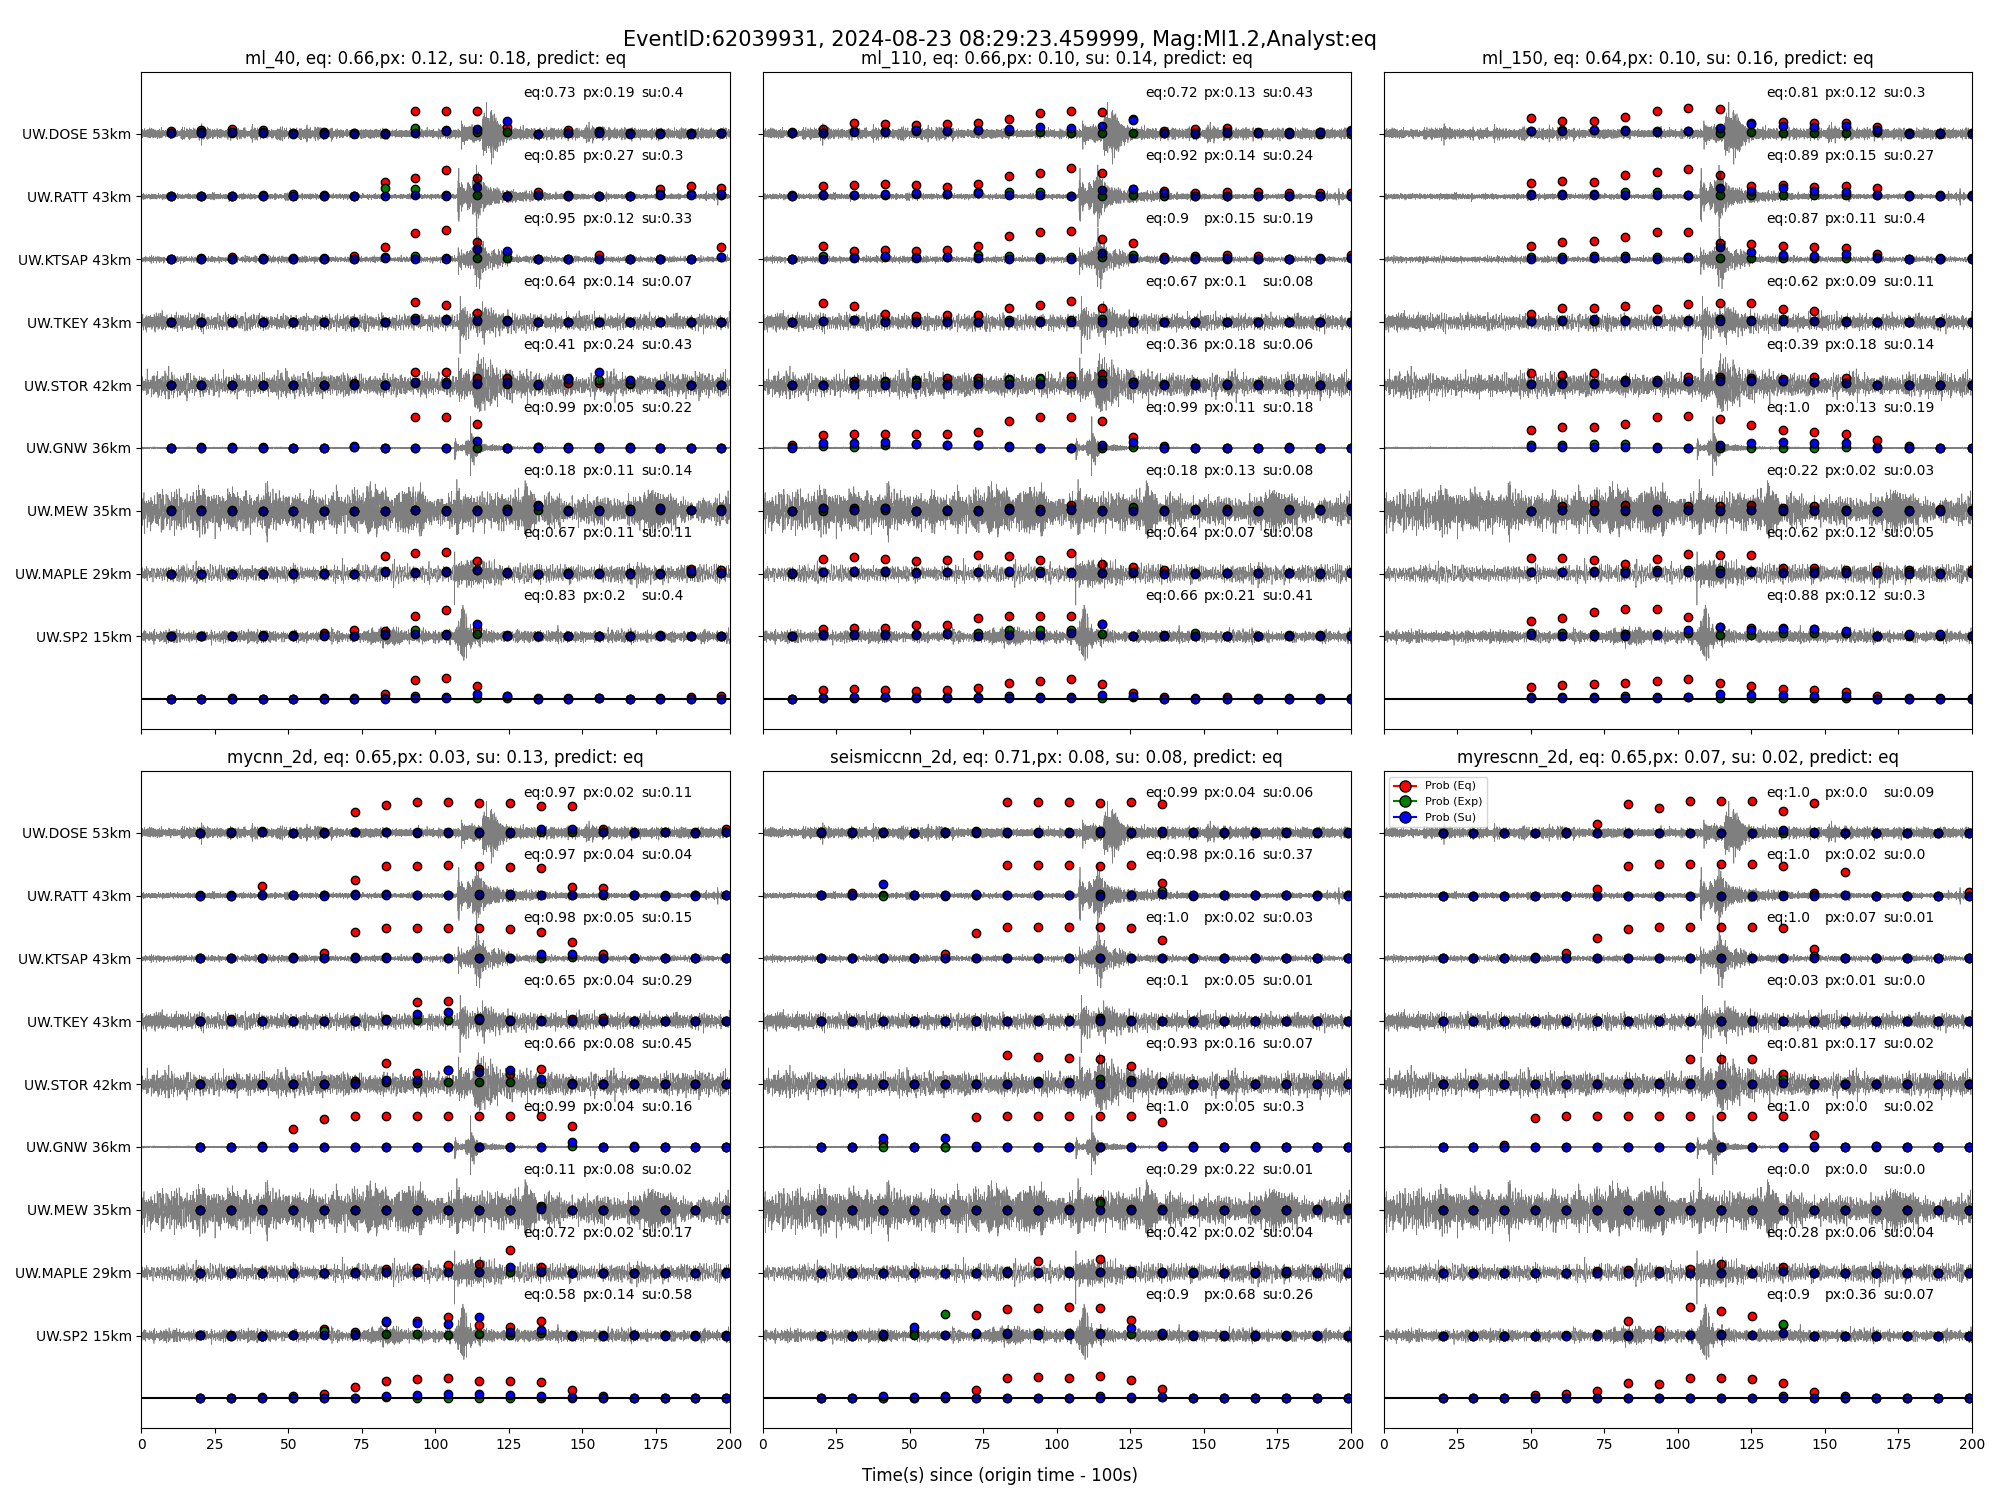 EventID:62039931, 2024-08-23 08:29:23.459999, Mag:Ml1.2,Analyst:eq
ml_40, eq: 0.66,px: 0.12, su: 0.18, predict: eq
eq:0.73 px:0.19 su:0.4
UW.DOSE 53km
eq:0.85 px:0.27 su:0.3
UW.RATT 43km
eq:0.95 px:0.12 su:0.33
UW.KTSAP 43km
eq:0.64 px:0.14 su:0.07
UW.TKEY 43km
eq:0.41 px:0.24 su:0.43
UW.STOR 42km
eq:0.99 px:0.05 su:0.22
UW.GNW 36km
eq:0.18 px:0.11 su:0.14
UW.MEW 35km
eq:0.67 px:0.11 su:0.11
UW.MAPLE 29km
eq:0.83 px:0.2 su:0.4
UW.SP2 15km
ml_110, eq: 0.66,px: 0.10, su: 0.14, predict: eq
eq:0.72 px:0.13 su:0.43
eq:0.92 px:0.14 su:0.24
eq:0.9 px:0.15 su:0.19
eq:0.67 px:0.1 su:0.08
eq:0.36 px:0.18 su:0.06
eq:0.99 px:0.11 su:0.18
eq:0.18 px:0.13 su:0.08
eq:0.64 px:0.07 su:0.08
eq:0.66 px:0.21 su:0.41
ml_150, eq: 0.64,px: 0.10, su: 0.16, predict: eq
eq:0.81 px:0.12 su:0.3
eq:0.89 px:0.15 su:0.27
eq:0.87 px:0.11 su:0.4
eq:0.62 px:0.09 su:0.11
eq:0.39 px:0.18 su:0.14
eq:1.0 px:0.13 su:0.19
eq:0.22 px:0.02 su:0.03
eq:0.62 px:0.12 su:0.05
eq:0.88 px:0.12 su:0.3
mycnn_2d, eq: 0.65,px: 0.03, su: 0.13, predict: eq
eq:0.97 px:0.02 su:0.11
UW.DOSE 53km
eq:0.97 px:0.04 su:0.04
UW.RATT 43km
eq:0.98 px:0.05 su:0.15
UW.KTSAP 43km
eq:0.65 px:0.04 su:0.29
UW.TKEY 43km
eq:0.66 px:0.08 su:0.45
UW.STOR 42km
eq:0.99 px:0.04 su:0.16
UW.GNW 36km
eq:0.11 px:0.08 su:0.02
UW.MEW 35km
eq:0.72 px:0.02 su:0.17
UW.MAPLE 29km
eq:0.58 px:0.14 su:0.58
UW.SP2 15km
0 25 50 75 100 125 150 175 200
seismiccnn_2d, eq: 0.71,px: 0.08, su: 0.08, predict: eq
eq:0.99 px:0.04 su:0.06
eq:0.98 px:0.16 su:0.37
eq:1.0 px:0.02 su:0.03
eq:0.1 px:0.05 su:0.01
eq:0.93 px:0.16 su:0.07
eq:1.0 px:0.05 su:0.3
eq:0.29 px:0.22 su:0.01
eq:0.42 px:0.02 su:0.04
eq:0.9 px:0.68 su:0.26
0 25 50 75 100 125 150 175 200
myrescnn_2d, eq: 0.65,px: 0.07, su: 0.02, predict: eq
Prob (Eq)
Prob (Exp)
Prob (Su)
eq:1.0 px:0.0 su:0.09
eq:1.0 px:0.02 su:0.0
eq:1.0 px:0.07 su:0.01
eq:0.03 px:0.01 su:0.0
eq:0.81 px:0.17 su:0.02
eq:1.0 px:0.0 su:0.02
eq:0.0 px:0.0 su:0.0
eq:0.28 px:0.06 su:0.04
eq:0.9 px:0.36 su:0.07
0 25 50 75 100 125 150 175 200
Time(s) since (origin time - 100s)